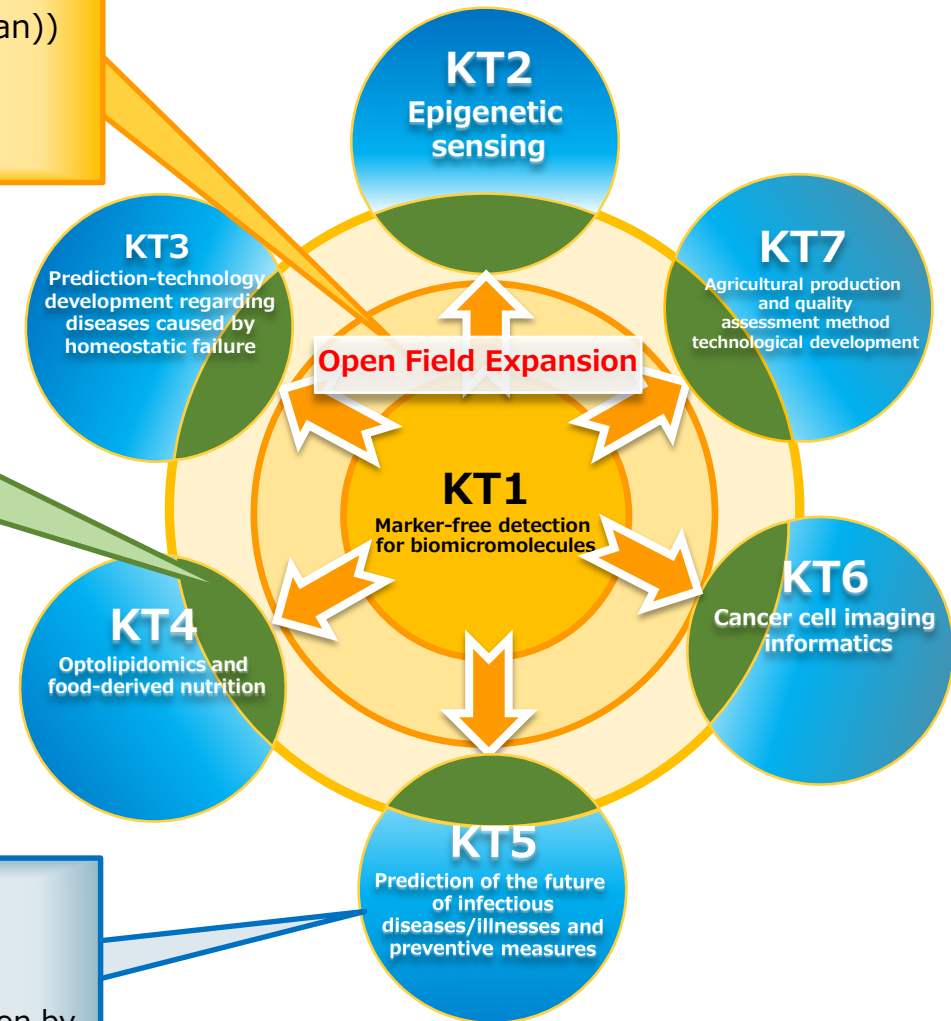 an))
KT2
Epigenetic
sensing
KT3
Prediction-technology
development regarding
diseases caused by
homeostatic failure
KT7
Agricultural production
and quality
assessment method
technological development
Open Field Expansion
KT1
Marker-free detection
for biomicromolecules
KT4
Optolipidomics and
food-derived nutrition
KT6
Cancer cell imaging
informatics
KT5
Prediction of the future
of infectious
diseases/illnesses and
preventive measures
on by